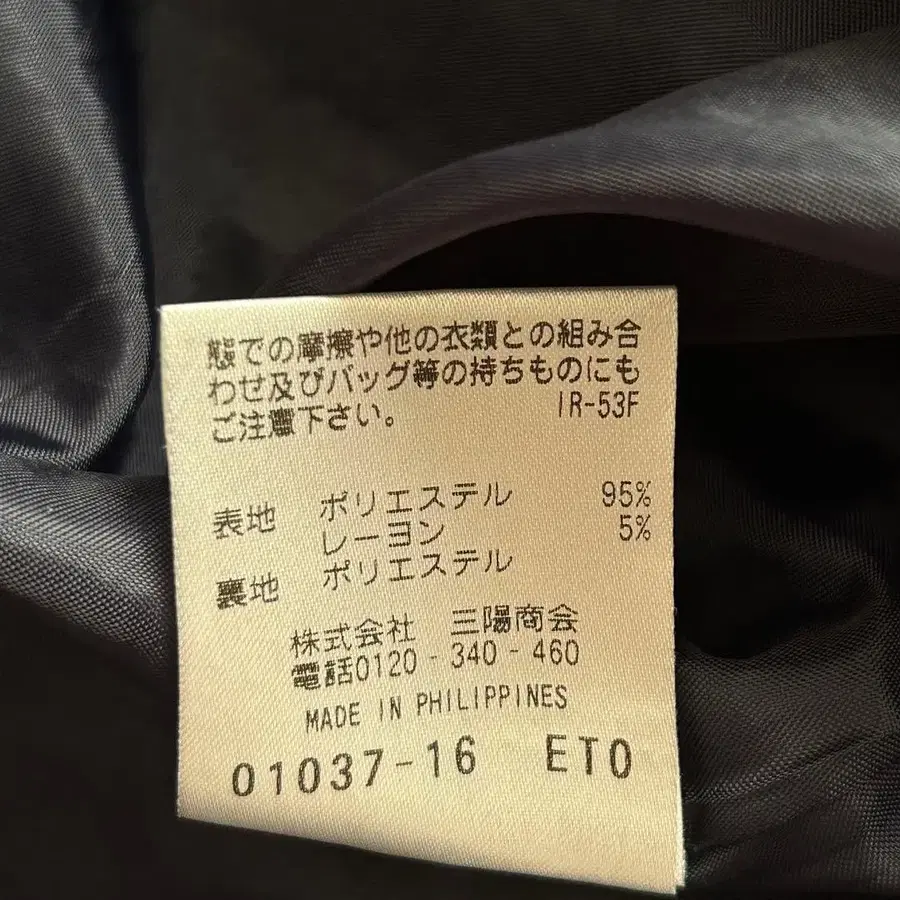 態での摩擦や他の衣類との組み合
わせ及びバッグ等の持ちものにも
ご注意下さい。 IR-53F
表地 ポリエステル 95%
レーヨン 5%
裏地 ポリエステル
株式会社 三陽商会
電話0120-340-460
MADE IN PHILIPPINES
01037-16 ETO